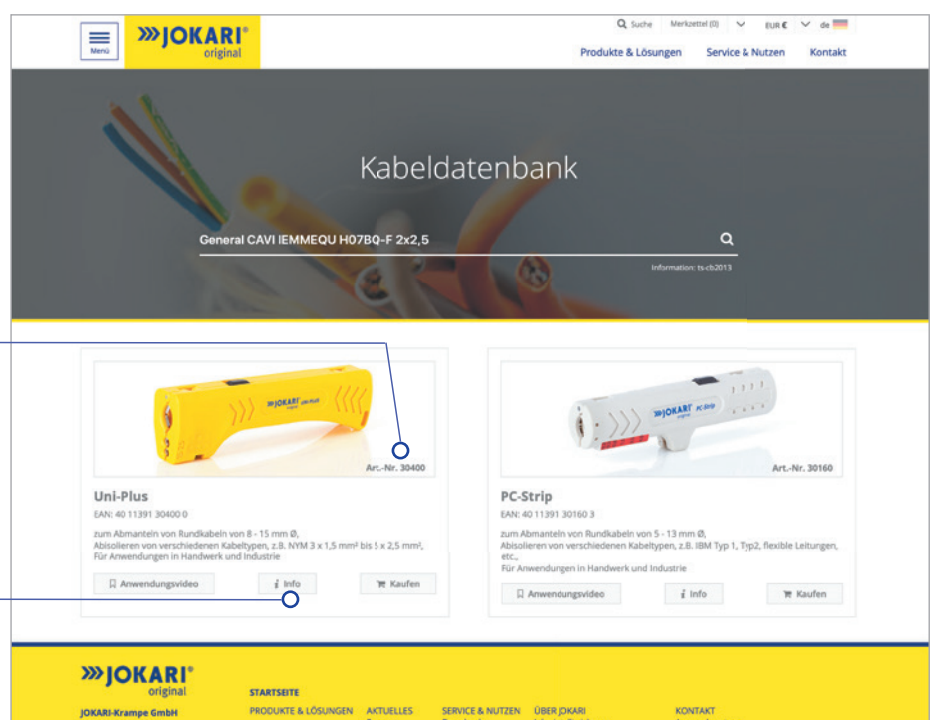 Menü
JOKARI®
original
Suche Merkzettel (0) EUR € de
Produkte & Lösungen Service & Nutzen Kontakt
Kabeldatenbank
General CAVI IEMMEQU H07BQ-F 2x2,5
Information: ts-cb2013
JOKARI® UNI-PLUS
original
Art.-Nr. 30400
Uni-Plus
EAN: 40 11391 30400 0
zum Abmanteln von Rundkabeln von 8 - 15 mm Ø,
Abisolieren von verschiedenen Kabeltypen, z.B. NYM 3 x 1,5 mm² bis 5 x 2,5 mm²,
Für Anwendungen in Handwerk und Industrie
Anwendungsvideo Info Kaufen
JOKARI® PC-Strip
original
Art.-Nr. 30160
PC-Strip
EAN: 40 11391 30160 3
zum Abmanteln von Rundkabeln von 5 - 13 mm Ø,
Abisolieren von verschiedenen Kabeltypen, z.B. IBM Typ 1, Typ2, flexible Leitungen,
etc.,
Für Anwendungen in Handwerk und Industrie
Anwendungsvideo Info Kaufen
JOKARI®
original
STARTSEITE
JOKARI-Krampe GmbH PRODUKTE & LÖSUNGEN AKTUELLES SERVICE & NUTZEN ÜBER JOKARI KONTAKT